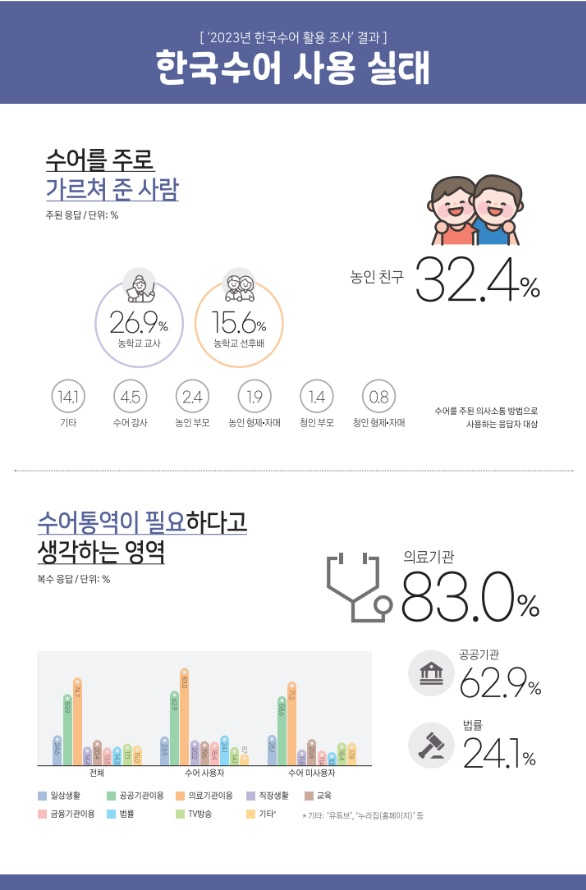 [ '2023년 한국수어 활용 조사' 결과 ]
한국수어 사용 실태
수어를 주로
가르쳐 준 사람
주된 응답 / 단위: %
농인 친구 32.4%
26.9%
농학교 교사
15.6%
농학교 선후배
14.1
기타
4.5
수어 강사
2.4
농인 부모
1.9
농인 형제•자매
1.4
청인 부모
0.8
청인 형제•자매
수어를 주된 의사소통 방법으로
사용하는 응답자 대상
수어통역이 필요하다고
생각하는 영역
복수 응답 / 단위: %
의료기관
83.0%
공공기관
62.9%
법률
24.1%
74.7
83.0
62.9
71.2
전체
수어 사용자
수어 미사용자
일상생활
공공기관이용
의료기관이용
직장생활
교육
금융기관이용
법률
TV방송
기타*
* 기타: '유튜브', '누리집(홈페이지)' 등